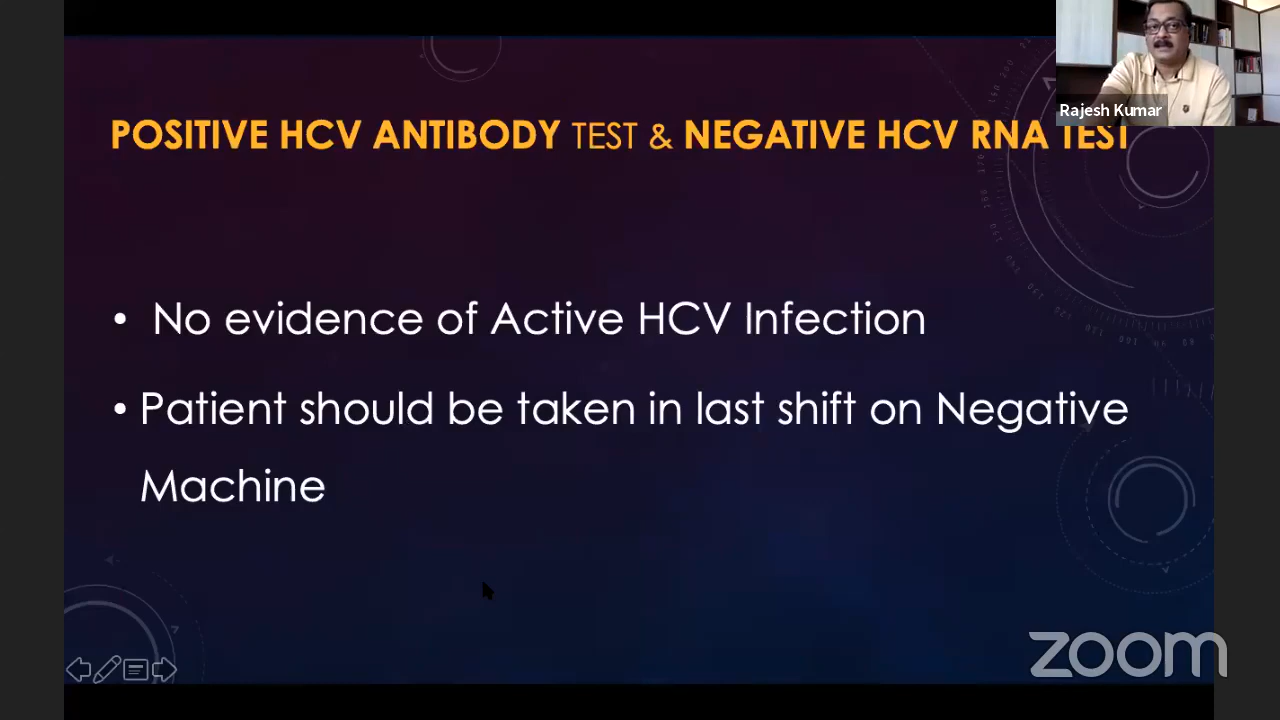 Rajesh Kumar
POSITIVE HCV ANTIBODY TEST & NEGATIVE HCV RNA TEST
• No evidence of Active HCV Infection
• Patient should be taken in last shift on Negative
Machine
zoom